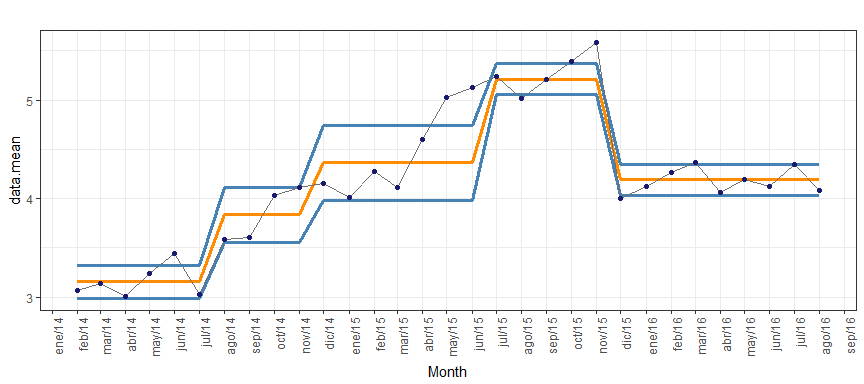 data.mean
5
4
3
ene/14
feb/14
mar/14
abr/14
may/14
jun/14
jul/14
ago/14
sep/14
oct/14
nov/14
dic/14
ene/15
feb/15
mar/15
abr/15
may/15
jun/15
jul/15
ago/15
sep/15
oct/15
nov/15
dic/15
ene/16
feb/16
mar/16
abr/16
may/16
jun/16
jul/16
ago/16
sep/16
Month